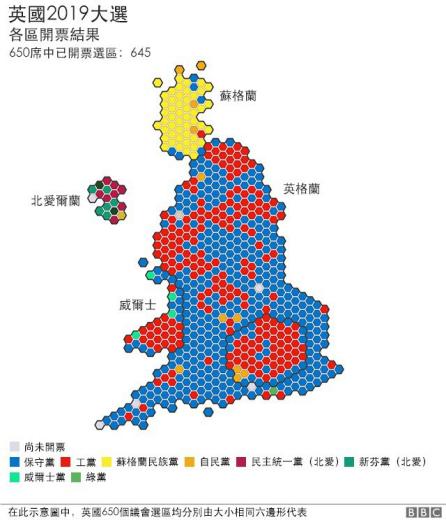 英國2019大選
各區開票結果
650席中已開票選區：645
蘇格蘭
英格蘭
北愛爾蘭
威爾士
尚未開票
保守黨 工黨 蘇格蘭民族黨 自民黨 民主統一黨（北愛） 新芬黨（北愛）
威爾士黨 綠黨
在此示意圖中，英國650個議會選區均分別由大小相同六邊形代表
BBC